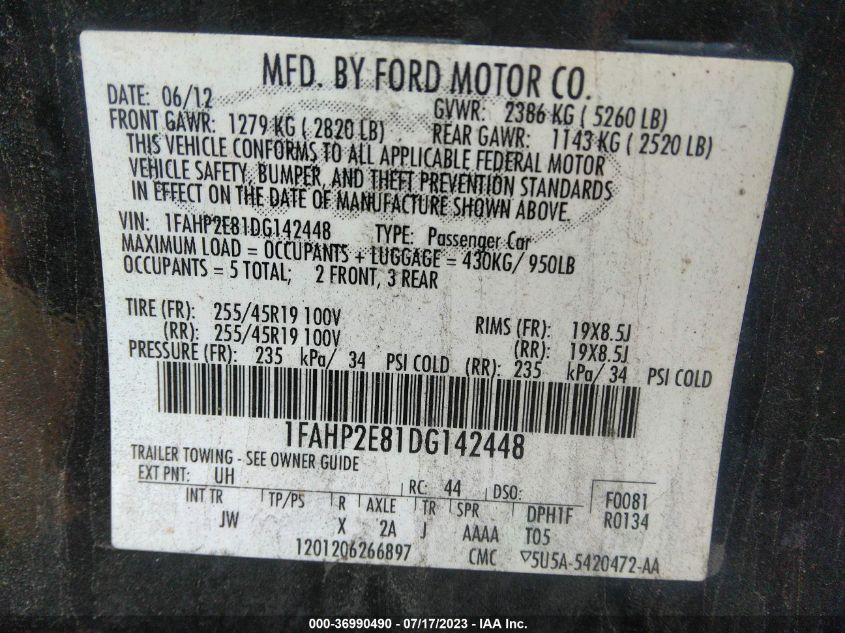 MFD. BY FORD MOTOR CO.
DATE: 06/12 GVWR: 2386 KG ( 5260 LB)
FRONT GAWR: 1279 KG ( 2820 LB) REAR GAWR: 1143 KG ( 2520 LB)
THIS VEHICLE CONFORMS TO ALL APPLICABLE FEDERAL MOTOR
VEHICLE SAFETY, BUMPER, AND THEFT PREVENTION STANDARDS
IN EFFECT ON THE DATE OF MANUFACTURE SHOWN ABOVE.
VIN: 1FAHP2E81DG142448 TYPE: Passenger Car
MAXIMUM LOAD = OCCUPANTS + LUGGAGE = 430KG/ 950LB
OCCUPANTS = 5 TOTAL; 2 FRONT, 3 REAR
TIRE (FR): 255/45R19 100V RIMS (FR): 19X8.5J
(RR): 255/45R19 100V (RR): 19X8.5J
PRESSURE (FR): 235 kPa/ 34 PSI COLD (RR): 235 kPa/ 34 PSI COLD
1FAHP2E81DG142448
TRAILER TOWING - SEE OWNER GUIDE
EXT PNT: UH RC: 44 DSO: F0081
INT TR TP/PS R AXLE TR SPR DPH1F R0134
JW X 2A J AAAA T05
1201206266897 CMC ▽5U5A-5420472-AA
000-36990490 - 07/17/2023 - IAA Inc.